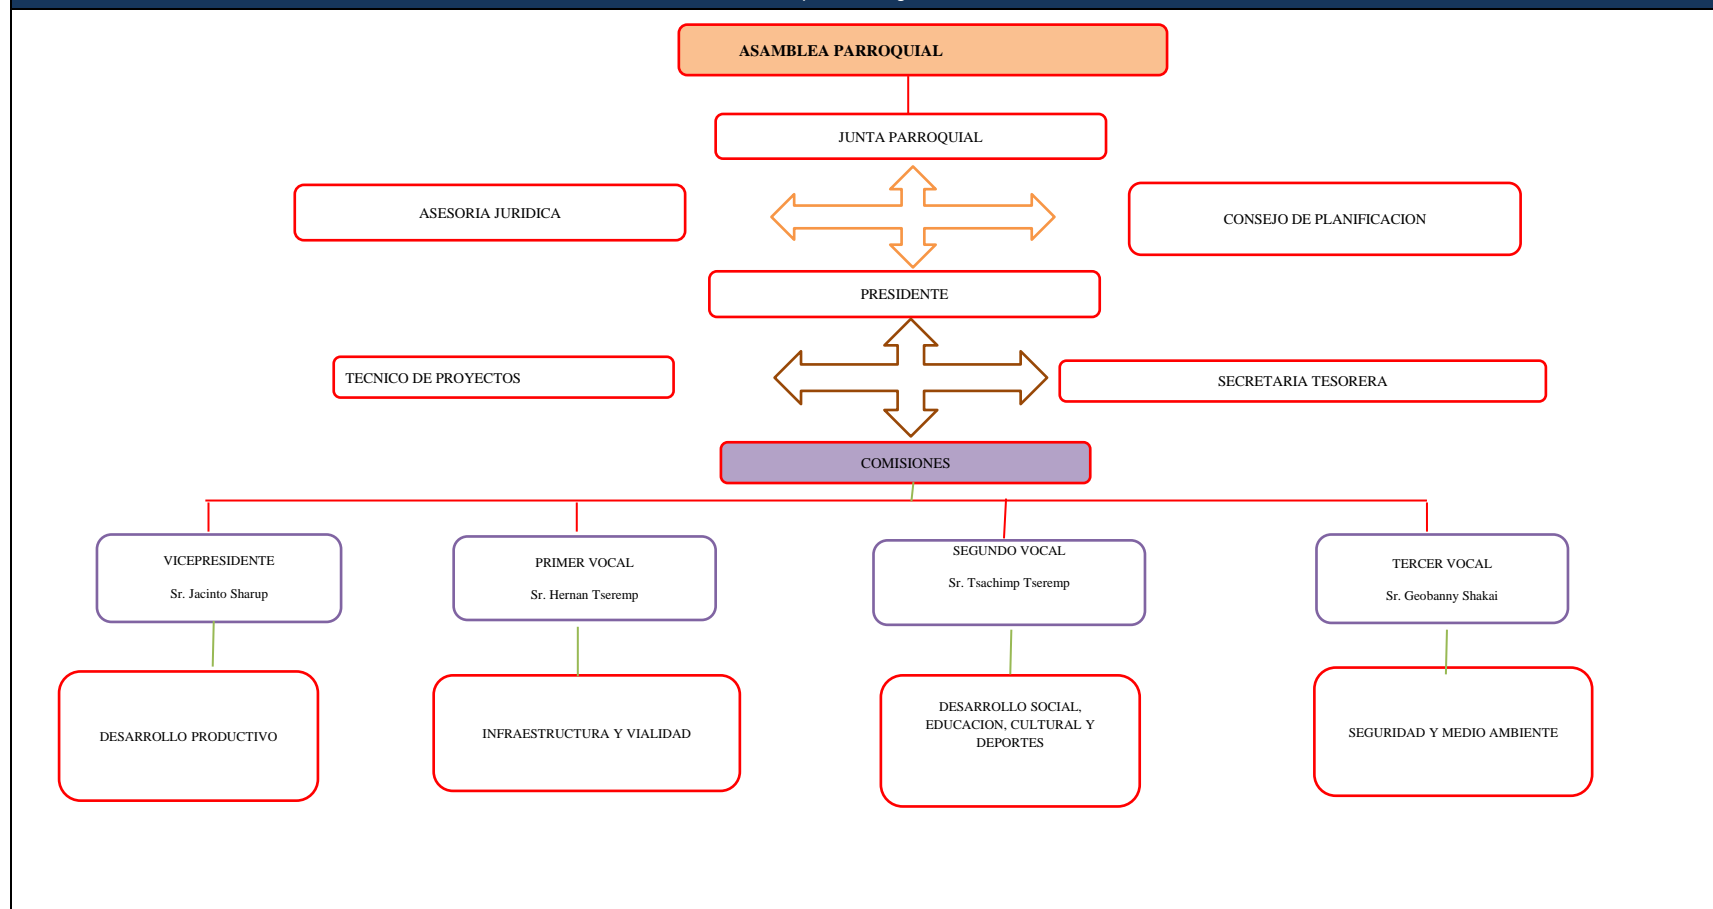 ASAMBLEA PARROQUIAL
JUNTA PARROQUIAL
ASESORIA JURIDICA
CONSEJO DE PLANIFICACION
PRESIDENTE
TECNICO DE PROYECTOS
SECRETARIA TESORERA
COMISIONES
VICEPRESIDENTE
Sr. Jacinto Sharup
PRIMER VOCAL
Sr. Hernan Tseremp
SEGUNDO VOCAL
Sr. Tsachimp Tseremp
TERCER VOCAL
Sr. Geobanny Shakai
DESARROLLO PRODUCTIVO
INFRAESTRUCTURA Y VIALIDAD
DESARROLLO SOCIAL,
EDUCACION, CULTURAL Y
DEPORTES
SEGURIDAD Y MEDIO AMBIENTE